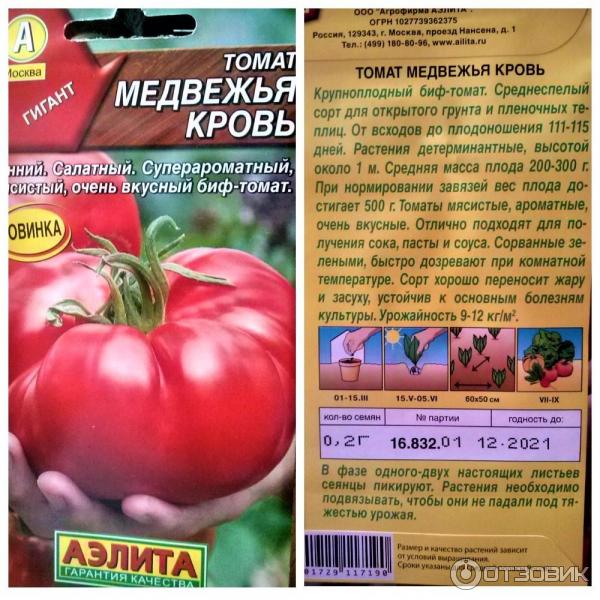 А
Москва
ГИГАНТ
ТОМАТ
МЕДВЕЖЬЯ
КРОВЬ
нний. Салатный. Суперароматный,
ясистый, очень вкусный биф-томат.
ОВИНКА
АЭЛИТА
ГАРАНТИЯ КАЧЕСТВА
ООО "Агрофирма АЭЛИТА".
ОГРН 1027739362375
Россия, 129343, г. Москва, проезд Нансена, д. 1
Тел.: (499) 180-80-96, www.ailita.ru
ТОМАТ МЕДВЕЖЬЯ КРОВЬ
Крупноплодный биф-томат. Среднеспелый
сорт для открытого грунта и пленочных те-
плиц. От всходов до плодоношения 111-115
дней. Растения детерминантные, высотой
около 1 м. Средняя масса плода 200-300 г.
При нормировании завязей вес плода до-
стигает 500 г. Томаты мясистые, ароматные,
очень вкусные. Отлично подходят для по-
лучения сока, пасты и соуса. Сорванные зе-
леными, быстро дозревают при комнатной
температуре. Сорт хорошо переносит жару
и засуху, устойчив к основным болезням
культуры. Урожайность 9-12 кг/м².
01-15.III 15.V-05.VI 60x50 см VII-IX
кол-во семян № партии годность до:
0,2г 16.832.01 12.2021
В фазе одного-двух настоящих листьев
сеянцы пикируют. Растения необходимо
подвязывать, чтобы они не падали под тя-
жестью урожая.
Размер и качество растений зависит
от условий выращивания.
Сроки указаны
01729 117190
ОТЗОВИК